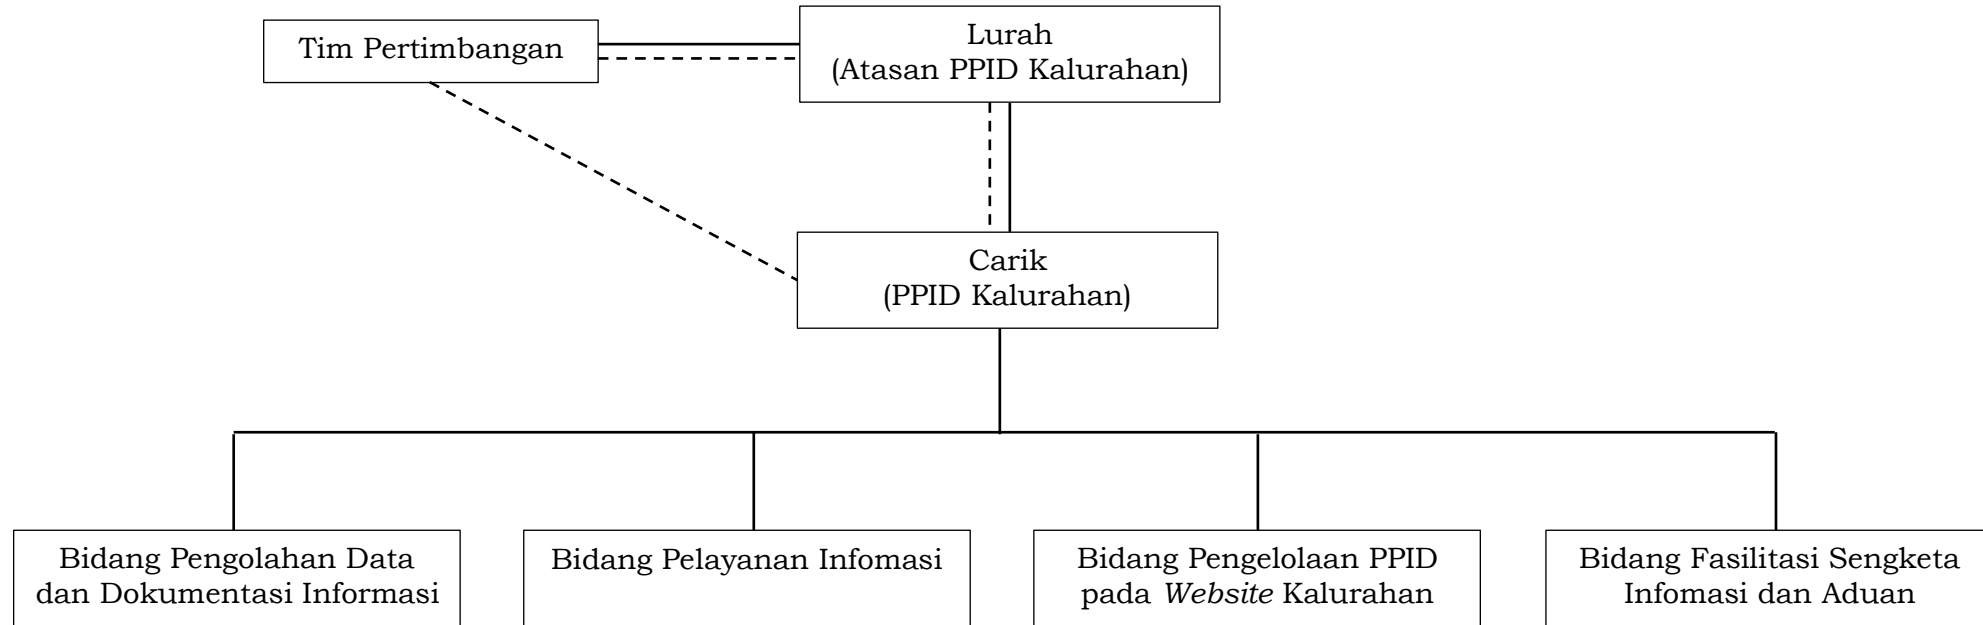 Tim Pertimbangan
Lurah
(Atasan PPID Kalurahan)
Carik
(PPID Kalurahan)
Bidang Pengolahan Data
dan Dokumentasi Informasi
Bidang Pelayanan Infomasi
Bidang Pengelolaan PPID
pada Website Kalurahan
Bidang Fasilitasi Sengketa
Infomasi dan Aduan